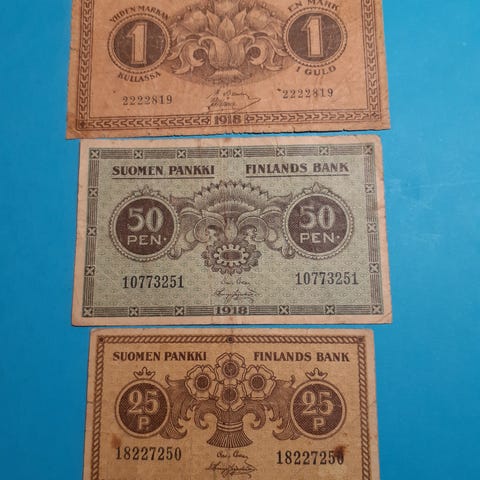 YHDEN MARKAN EN MARK
1 1
KULLASSA I GULD
2222819 2222819
1918
SUOMEN PANKKI FINLANDS BANK
50 50
PEN. PEN.
10773251 10773251
1918
SUOMEN PANKKI FINLANDS BANK
25 25
P P
18227250 18227250